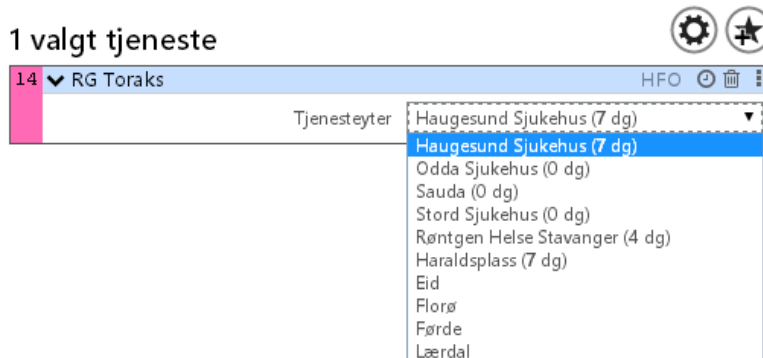 1 valgt tjeneste
14 RG Toraks HFO
Tjenesteyter Haugesund Sjukehus (7 dg)
Haugesund Sjukehus (7 dg)
Odda Sjukehus (0 dg)
Sauda (0 dg)
Stord Sjukehus (0 dg)
Røntgen Helse Stavanger (4 dg)
Haraldsplass (7 dg)
Eid
Florø
Førde
Lærdal